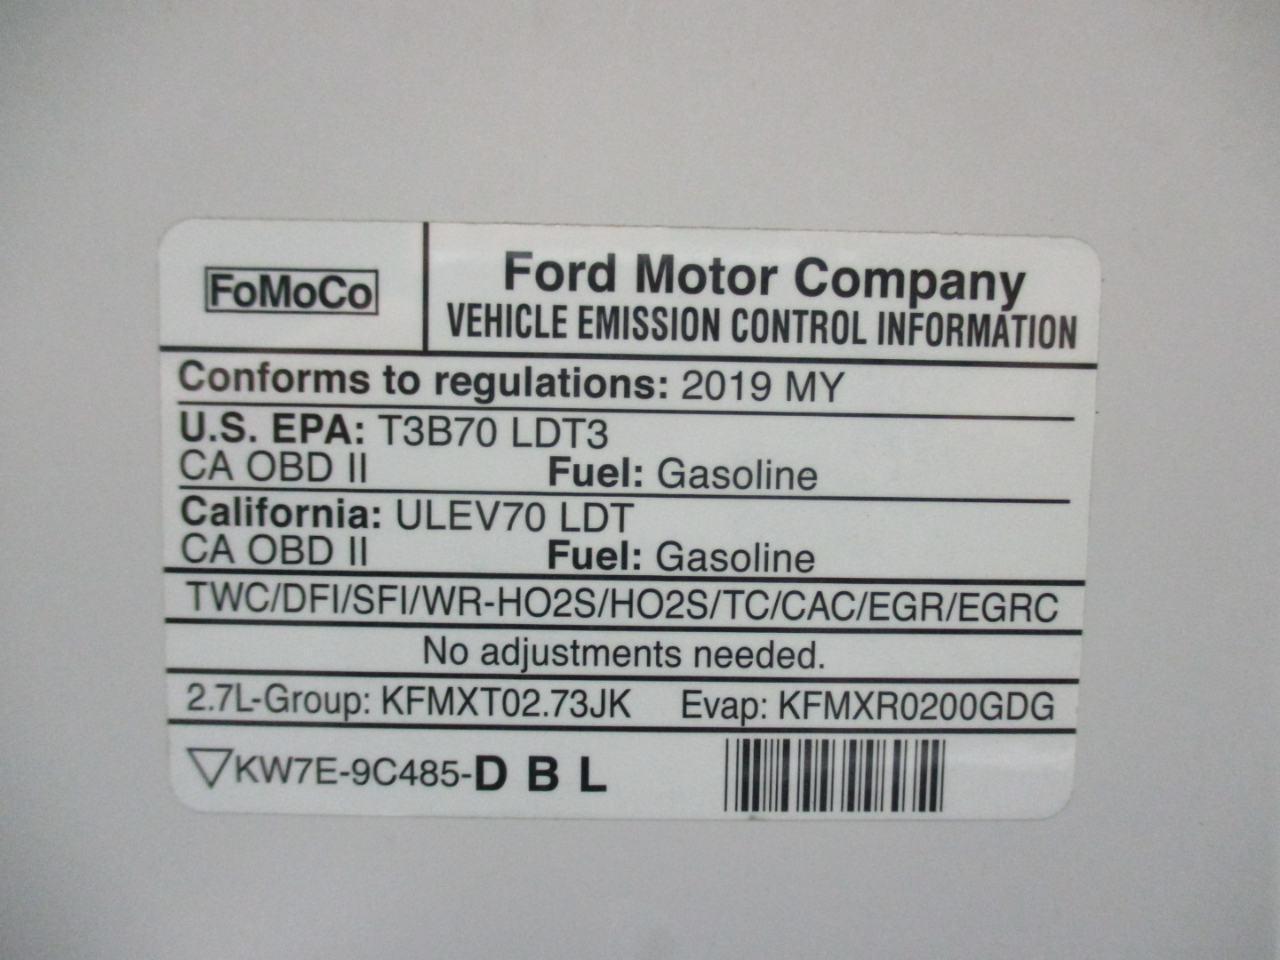 FoMoCo
Ford Motor Company
VEHICLE EMISSION CONTROL INFORMATION
Conforms to regulations: 2019 MY
U.S. EPA: T3B70 LDT3
CA OBD II Fuel: Gasoline
California: ULEV70 LDT
CA OBD II Fuel: Gasoline
TWC/DFI/SFI/WR-HO2S/HO2S/TC/CAC/EGR/EGRC
No adjustments needed.
2.7L-Group: KFMXT02.73JK Evap: KFMXR0200GDG
KW7E-9C485-D B L